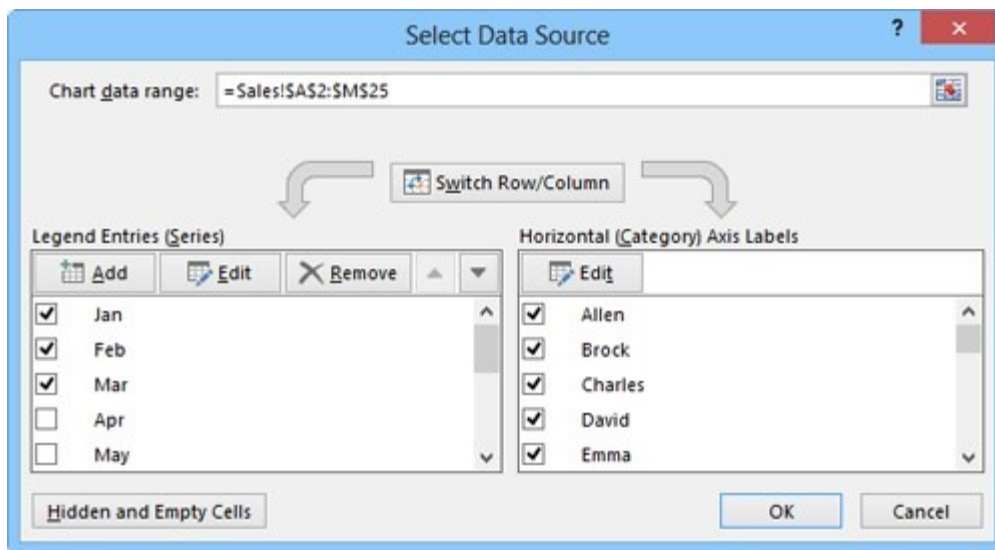 Select Data Source
?
Chart data range: =Sales!$A$2:$M$25
Switch Row/Column
Legend Entries (Series)
Add Edit Remove
Jan
Feb
Mar
Apr
May
Horizontal (Category) Axis Labels
Edit
Allen
Brock
Charles
David
Emma
Hidden and Empty Cells
OK Cancel